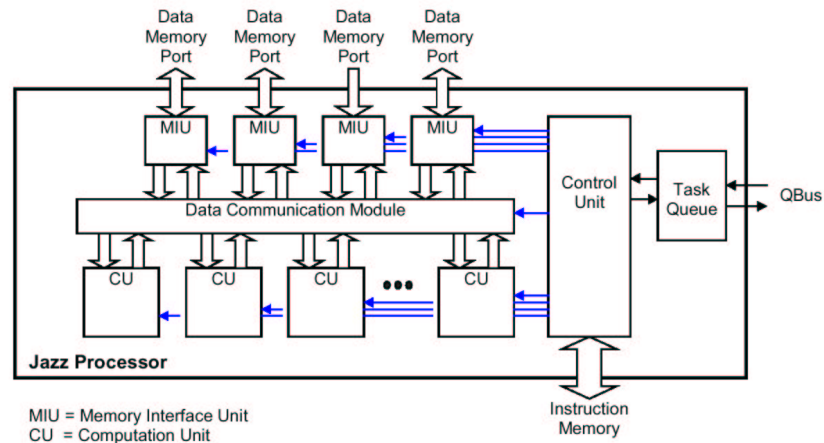 Data
Memory
Port
Data
Memory
Port
Data
Memory
Port
Data
Memory
Port
MIU
MIU
MIU
MIU
Control
Unit
Task
Queue
QBus
Data Communication Module
CU
CU
CU
CU
Jazz Processor
Instruction
Memory
MIU = Memory Interface Unit
CU = Computation Unit